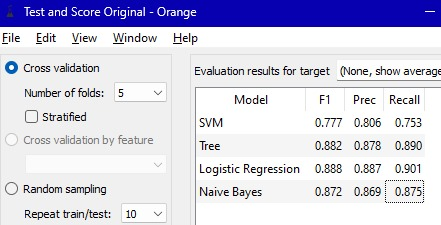 Test and Score Original - Orange
File Edit View Window Help
Cross validation
Number of folds: 5
Stratified
Cross validation by feature
Random sampling
Repeat train/test: 10
Evaluation results for target (None, show average
Model F1 Prec Recall
SVM 0.777 0.806 0.753
Tree 0.882 0.878 0.890
Logistic Regression 0.888 0.887 0.901
Naive Bayes 0.872 0.869 0.875